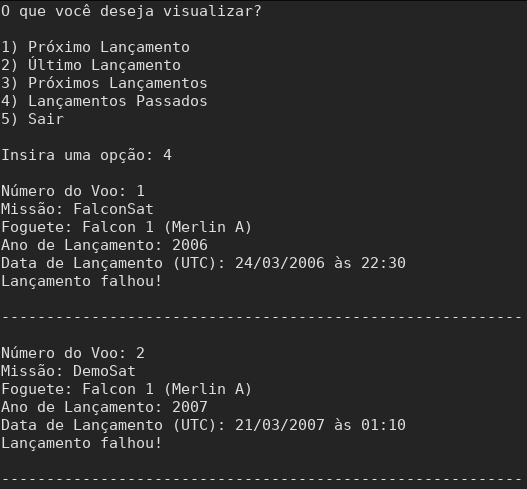 O que você deseja visualizar?
1) Próximo Lançamento
2) Último Lançamento
3) Próximos Lançamentos
4) Lançamentos Passados
5) Sair
Insira uma opção: 4
Número do Voo: 1
Missão: FalconSat
Foguete: Falcon 1 (Merlin A)
Ano de Lançamento: 2006
Data de Lançamento (UTC): 24/03/2006 às 22:30
Lançamento falhou!
----------------------------------------------------------
Número do Voo: 2
Missão: DemoSat
Foguete: Falcon 1 (Merlin A)
Ano de Lançamento: 2007
Data de Lançamento (UTC): 21/03/2007 às 01:10
Lançamento falhou!
----------------------------------------------------------